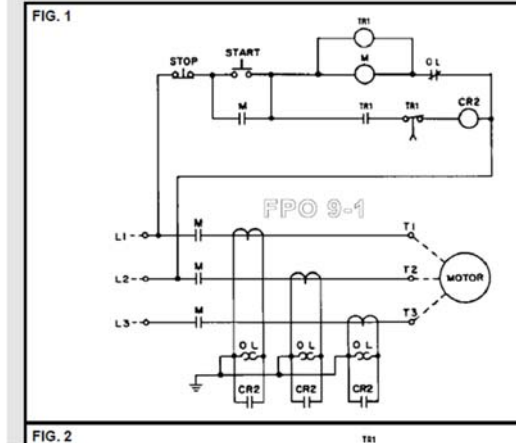 FIG. 1
TR1
STOP
START
M
OL
M
TR1
TR1
CR2
FPO 9-1
L1
M
T1
L2
M
T2
MOTOR
L3
M
T3
OL
OL
OL
CR2
CR2
CR2
FIG. 2
TR1